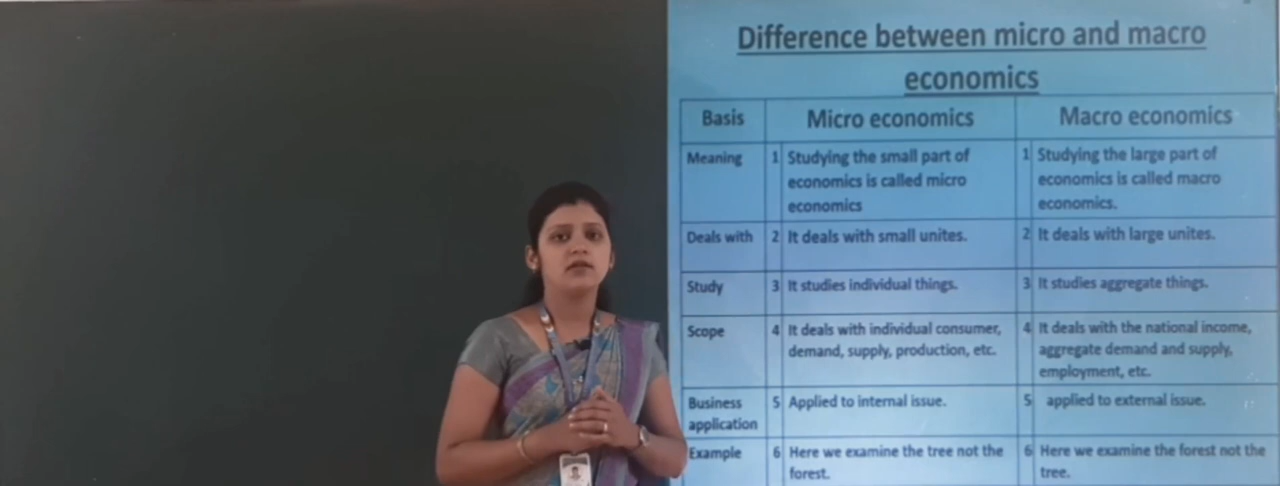 Difference between micro and macro
economics
Basis Micro economics Macro economics
Meaning 1 Studying the small part of
economics is called micro
economics
1 Studying the large part of
economics is called macro
economics.
Deals with 2 It deals with small unites. 2 It deals with large unites.
Study 3 It studies individual things. 3 It studies aggregate things.
Scope 4 It deals with individual consumer,
demand, supply, production, etc.
4 It deals with the national income,
aggregate demand and supply,
employment, etc.
Business
application
5 Applied to internal issue. 5 applied to external issue.
Example 6 Here we examine the tree not the
forest.
6 Here we examine the forest not the
tree.